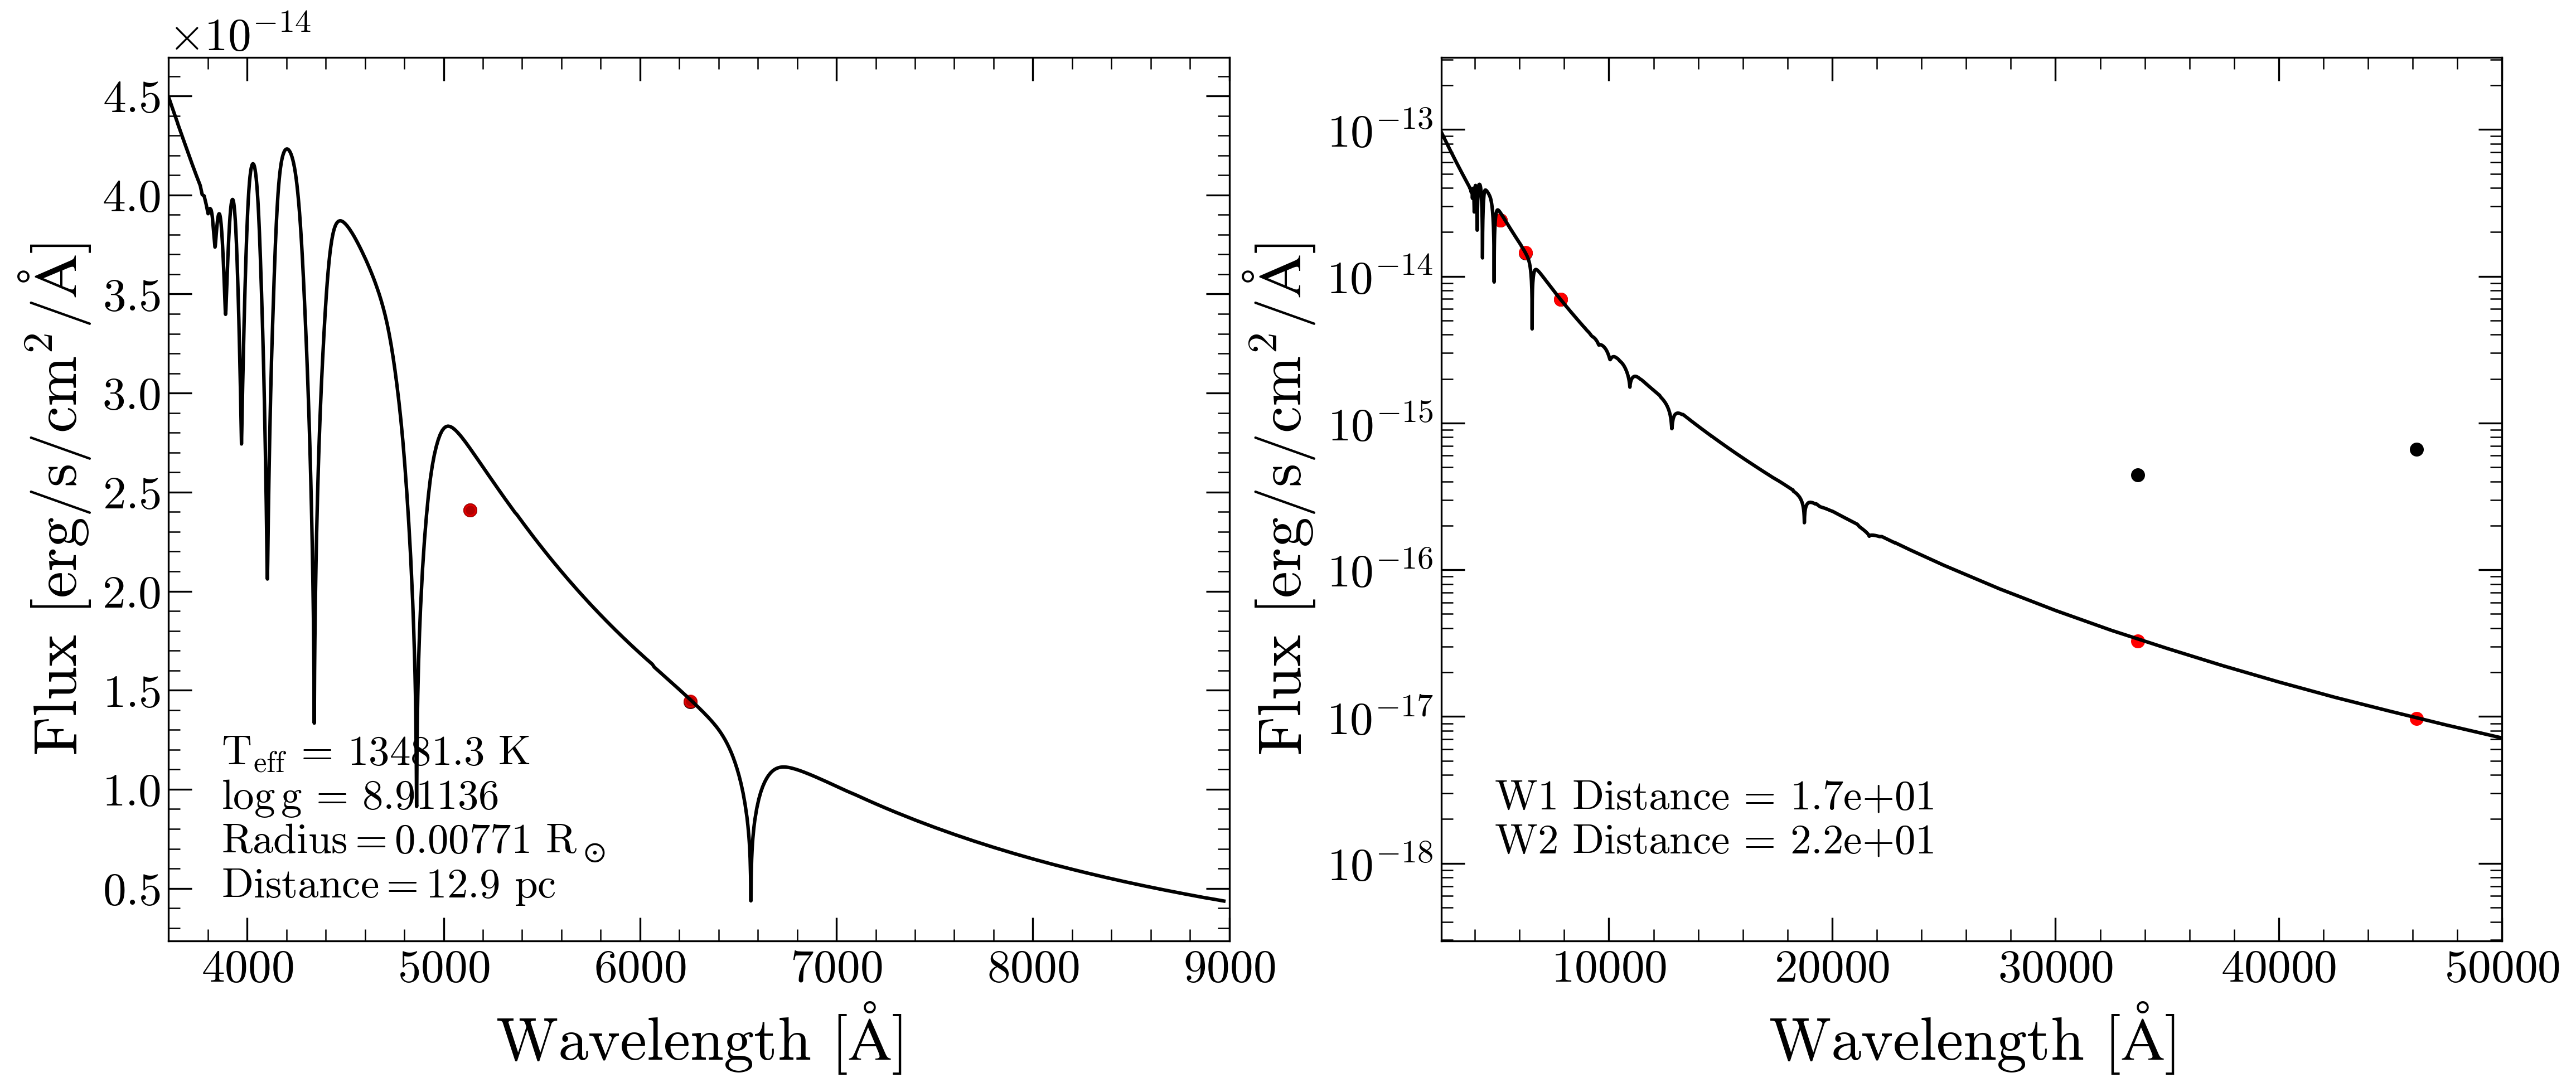 ×10⁻¹⁴
4.5
4.0
3.5
3.0
2.5
2.0
1.5
1.0
0.5
Flux [erg/s/cm²/Å]
T_eff = 13481.3 K
log g = 8.91136
Radius = 0.00771 R_⊙
Distance = 12.9 pc
4000 5000 6000 7000 8000 9000
Wavelength [Å]
10⁻¹³
10⁻¹⁴
10⁻¹⁵
10⁻¹⁶
10⁻¹⁷
10⁻¹⁸
Flux [erg/s/cm²/Å]
W1 Distance = 1.7e+01
W2 Distance = 2.2e+01
10000 20000 30000 40000 50000
Wavelength [Å]